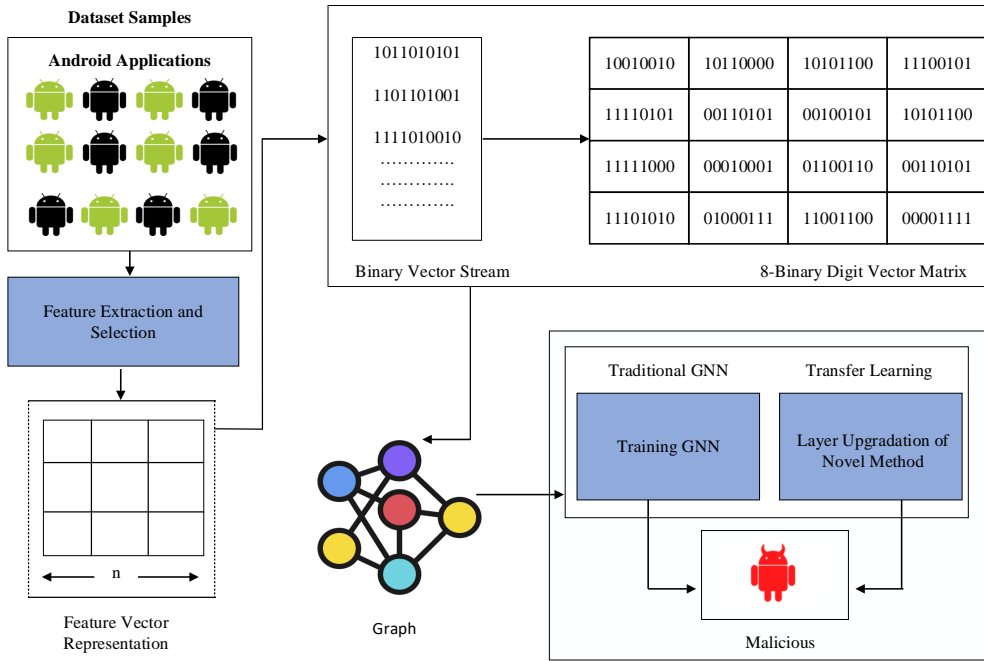 Dataset Samples
Android Applications
Feature Extraction and
Selection
n
Feature Vector
Representation
1011010101
1101101001
1111010010
………….
………….
………….
Binary Vector Stream
10010010 10110000 10101100 11100101
11110101 00110101 00100101 10101100
11111000 00010001 01100110 00110101
11101010 01000111 11001100 00001111
8-Binary Digit Vector Matrix
Graph
Traditional GNN
Transfer Learning
Training GNN
Layer Upgradation of
Novel Method
Malicious